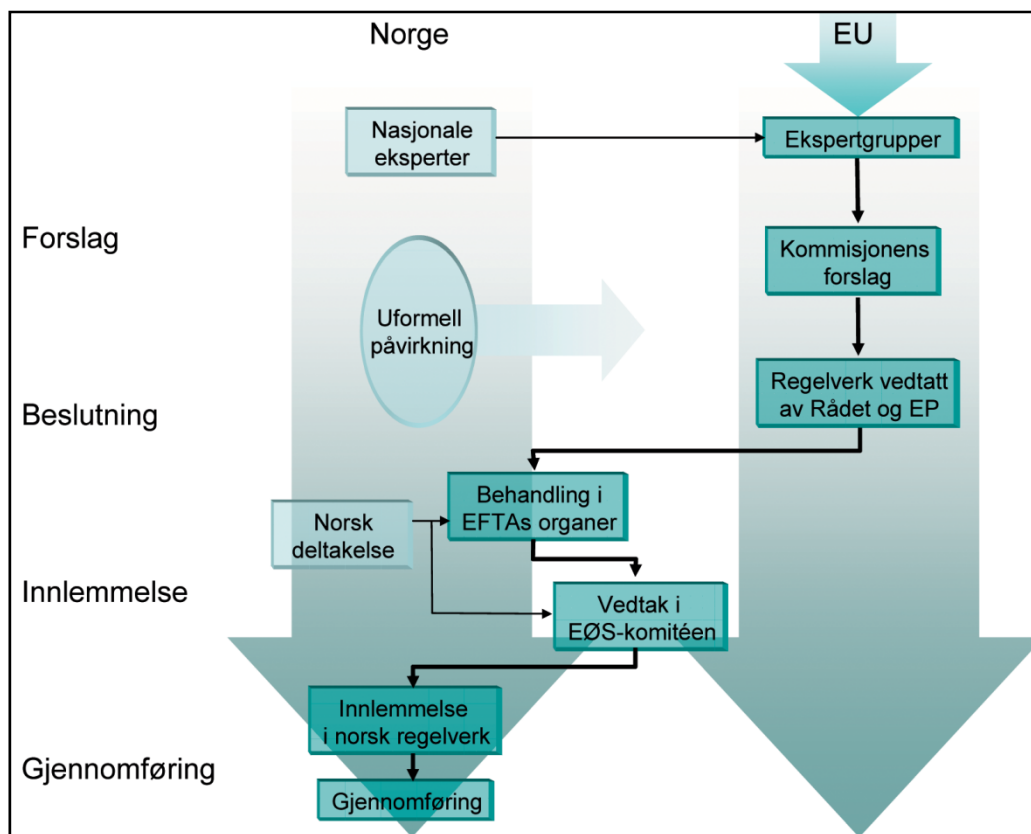 Norge
EU
Nasjonale
eksperter
Ekspertgrupper
Forslag
Kommisjonens
forslag
Uformell
påvirkning
Regelverk vedtatt
av Rådet og EP
Beslutning
Behandling i
EFTAs organer
Norsk
deltakelse
Innlemmelse
Vedtak i
EØS-komitéen
Innlemmelse
i norsk regelverk
Gjennomføring
Gjennomføring